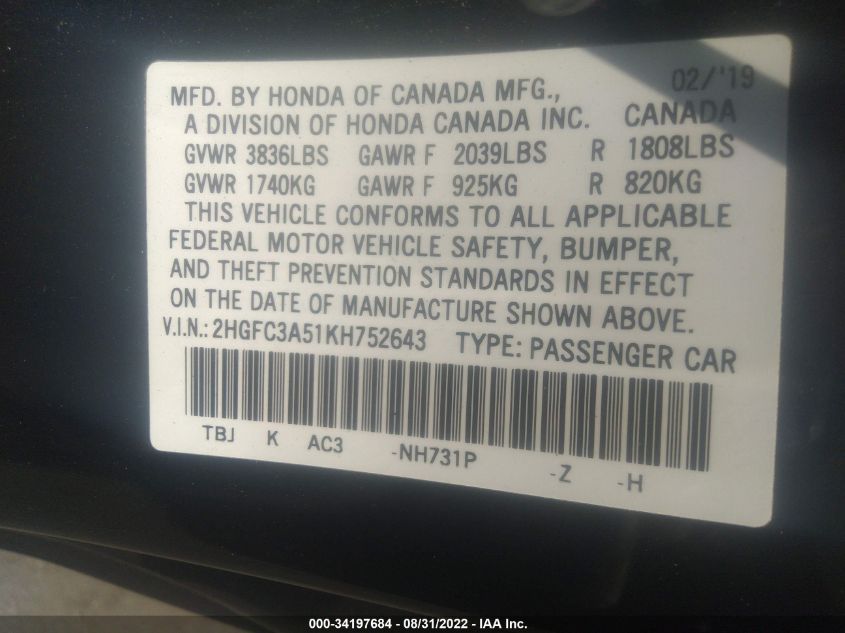 02/'19
MFD. BY HONDA OF CANADA MFG.,
A DIVISION OF HONDA CANADA INC. CANADA
GVWR 3836LBS GAWR F 2039LBS R 1808LBS
GVWR 1740KG GAWR F 925KG R 820KG
THIS VEHICLE CONFORMS TO ALL APPLICABLE
FEDERAL MOTOR VEHICLE SAFETY, BUMPER,
AND THEFT PREVENTION STANDARDS IN EFFECT
ON THE DATE OF MANUFACTURE SHOWN ABOVE.
V.I.N.: 2HGFC3A51KH752643 TYPE: PASSENGER CAR
TBJ K AC3 -NH731P -Z -H
000-34197684 - 08/31/2022 - IAA Inc.